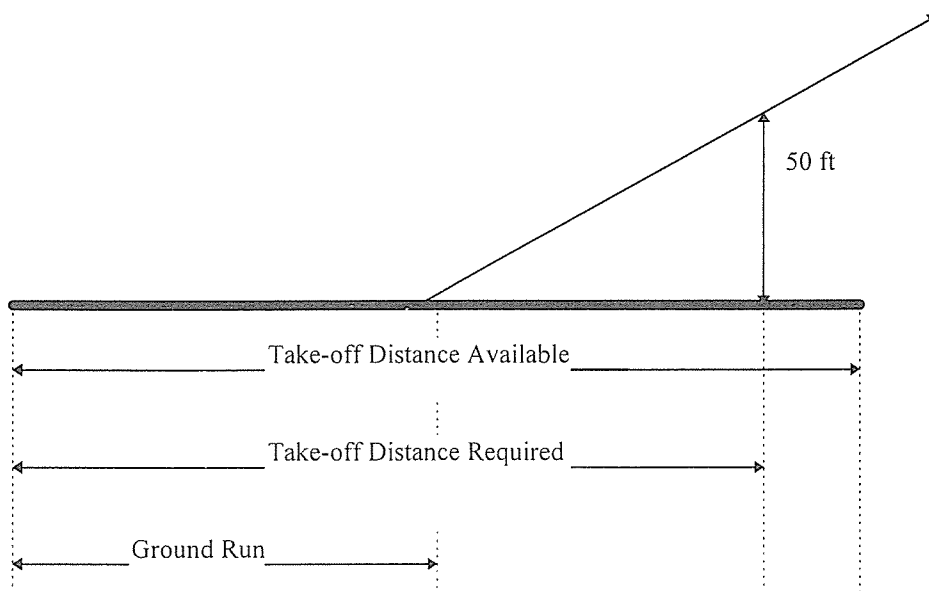 50 ft
Take-off Distance Available
Take-off Distance Required
Ground Run